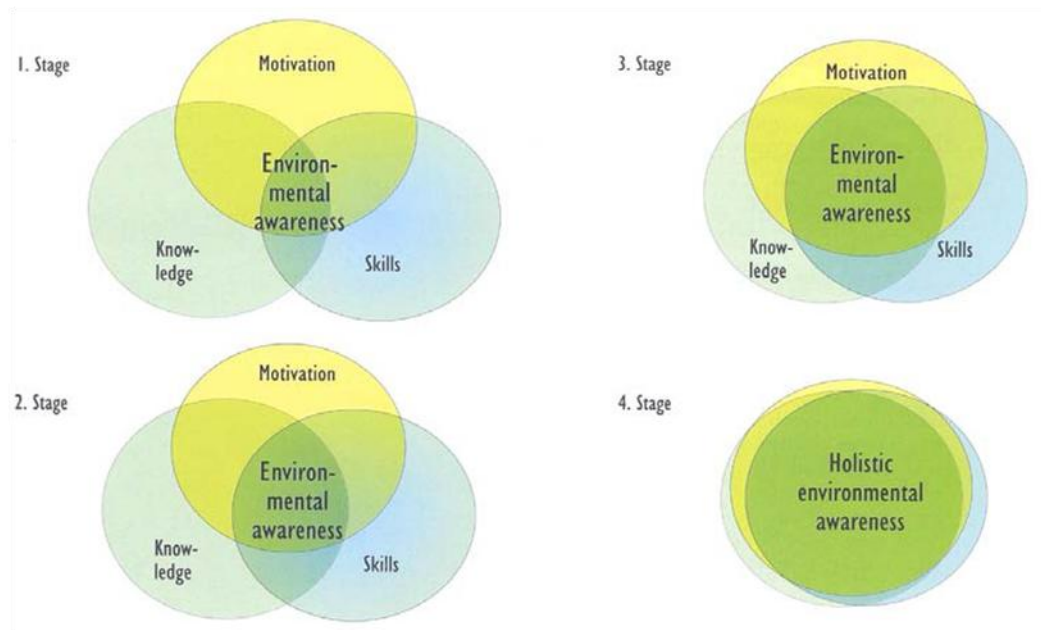 1. Stage
Motivation
Environ-
mental
awareness
Know-
ledge
Skills
2. Stage
Motivation
Environ-
mental
awareness
Know-
ledge
Skills
3. Stage
Motivation
Environ-
mental
awareness
Know-
ledge
Skills
4. Stage
Holistic
environmental
awareness